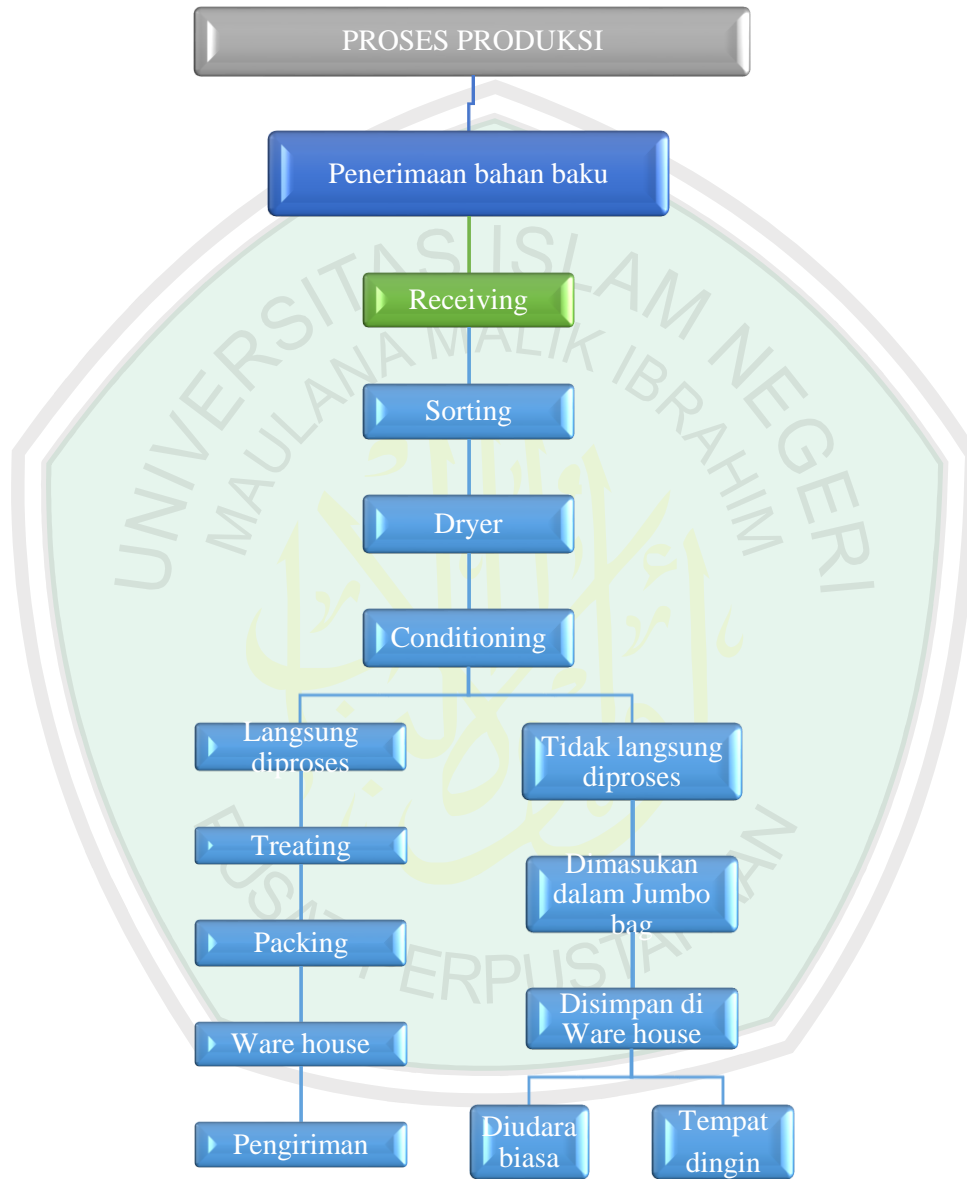 PROSES PRODUKSI
Penerimaan bahan baku
Receiving
Sorting
Dryer
Conditioning
Langsung
diproses
Treating
Packing
Ware house
Pengiriman
Tidak langsung
diproses
Dimasukan
dalam Jumbo
bag
Disimpan di
Ware house
Diudara
biasa
Tempat
dingin
UNIVERSITAS ISLAM NEGERI
MAULANA MALIK IBRAHIM
PUSAT PERPUSTAKAAN